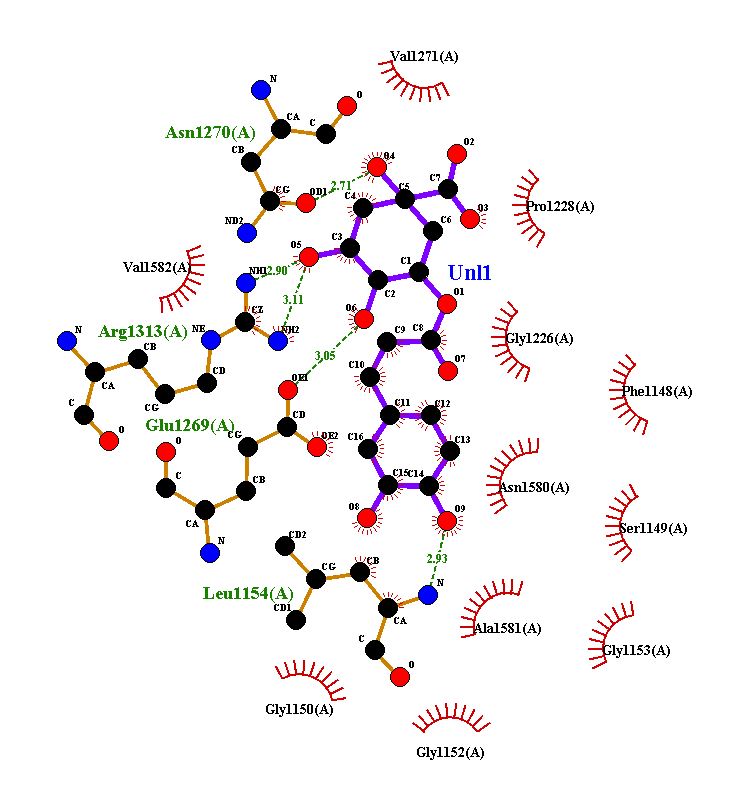 Val1271(A)
N
O
CA
C
Asn1270(A)
CB
O4
O2
C7
CG
OD1
2.71
C5
C4
O3
Pro1228(A)
ND2
C6
O5
C3
Val1582(A)
NH1
2.90
C1
Unl1
C2
3.11
O6
O1
CZ
N
Arg1313(A)
NE
NH2
C9
C8
Gly1226(A)
CB
3.05
CA
CD
C10
O7
CG
OE1
Phe1148(A)
C
O
Glu1269(A)
CD
C11
C12
O
CG
OE2
C16
C13
C
CB
C15
C14
Asn1580(A)
CA
O8
O9
Ser1149(A)
N
CD2
CG
CB
2.93
N
Leu1154(A)
CD1
CA
Ala1581(A)
C
Gly1153(A)
O
Gly1150(A)
Gly1152(A)